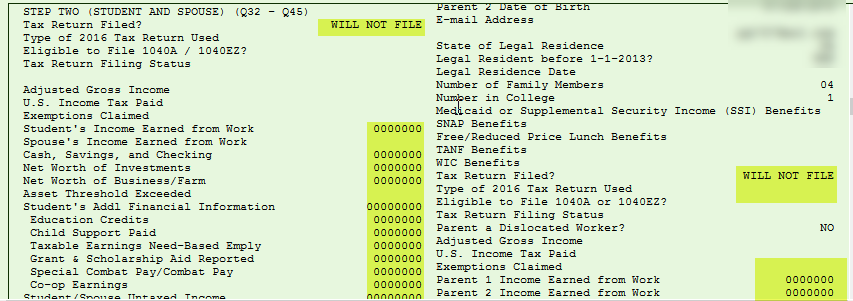 STEP TWO (STUDENT AND SPOUSE) (Q32 - Q45)
Tax Return Filed? WILL NOT FILE
Type of 2016 Tax Return Used
Eligible to File 1040A / 1040EZ?
Tax Return Filing Status
Adjusted Gross Income
U.S. Income Tax Paid
Exemptions Claimed
Student's Income Earned from Work 0000000
Spouse's Income Earned from Work
Cash, Savings, and Checking 0000000
Net Worth of Investments 0000000
Net Worth of Business/Farm 0000000
Asset Threshold Exceeded
Student's Addl Financial Information 00000000
Education Credits 0000000
Child Support Paid 0000000
Taxable Earnings Need-Based Emply 0000000
Grant & Scholarship Aid Reported 0000000
Special Combat Pay/Combat Pay 0000000
Co-op Earnings 0000000
Student/Spouse Untaxed Income 00000000
Parent 2 Date of Birth
E-mail Address
State of Legal Residence
Legal Resident before 1-1-2013?
Legal Residence Date
Number of Family Members 04
Number in College 1
Medicaid or Supplemental Security Income (SSI) Benefits
SNAP Benefits
Free/Reduced Price Lunch Benefits
TANF Benefits
WIC Benefits
Tax Return Filed? WILL NOT FILE
Type of 2016 Tax Return Used
Eligible to File 1040A or 1040EZ?
Tax Return Filing Status
Parent a Dislocated Worker? NO
Adjusted Gross Income
U.S. Income Tax Paid
Exemptions Claimed
Parent 1 Income Earned from Work 0000000
Parent 2 Income Earned from Work 0000000